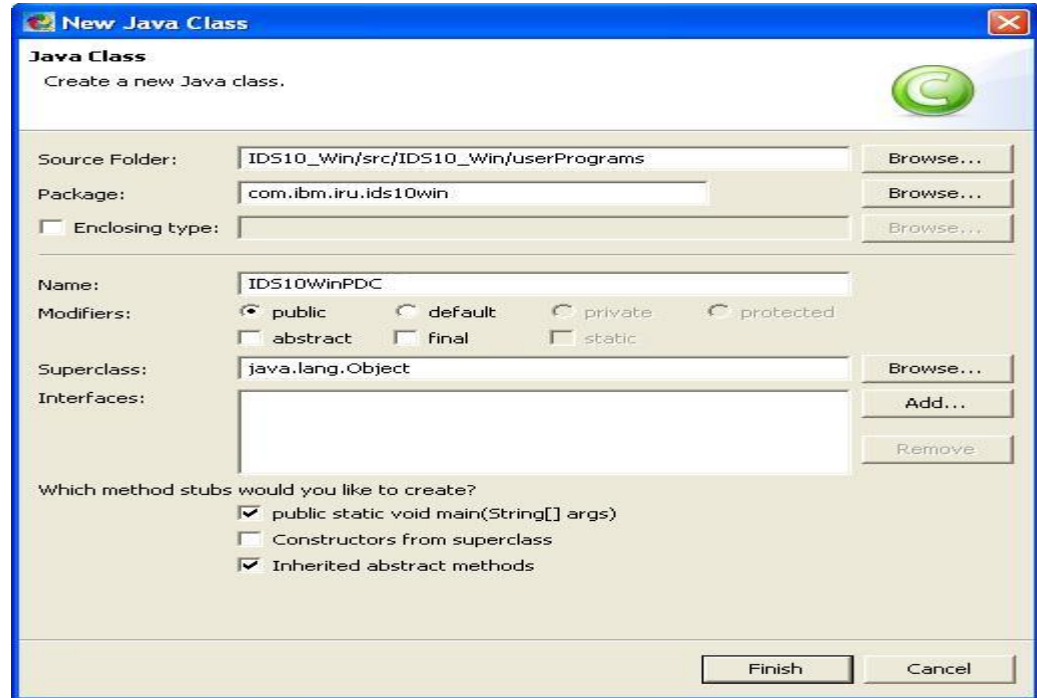 New Java Class
Java Class
Create a new Java class.
Source Folder: IDS10_Win/src/IDS10_Win/userPrograms Browse...
Package: com.ibm.iru.ids10win Browse...
Enclosing type: Browse...
Name: IDS10WinPDC
Modifiers: public default private protected
abstract final static
Superclass: java.lang.Object Browse...
Interfaces: Add...
Remove
Which method stubs would you like to create?
public static void main(String[] args)
Constructors from superclass
Inherited abstract methods
Finish Cancel